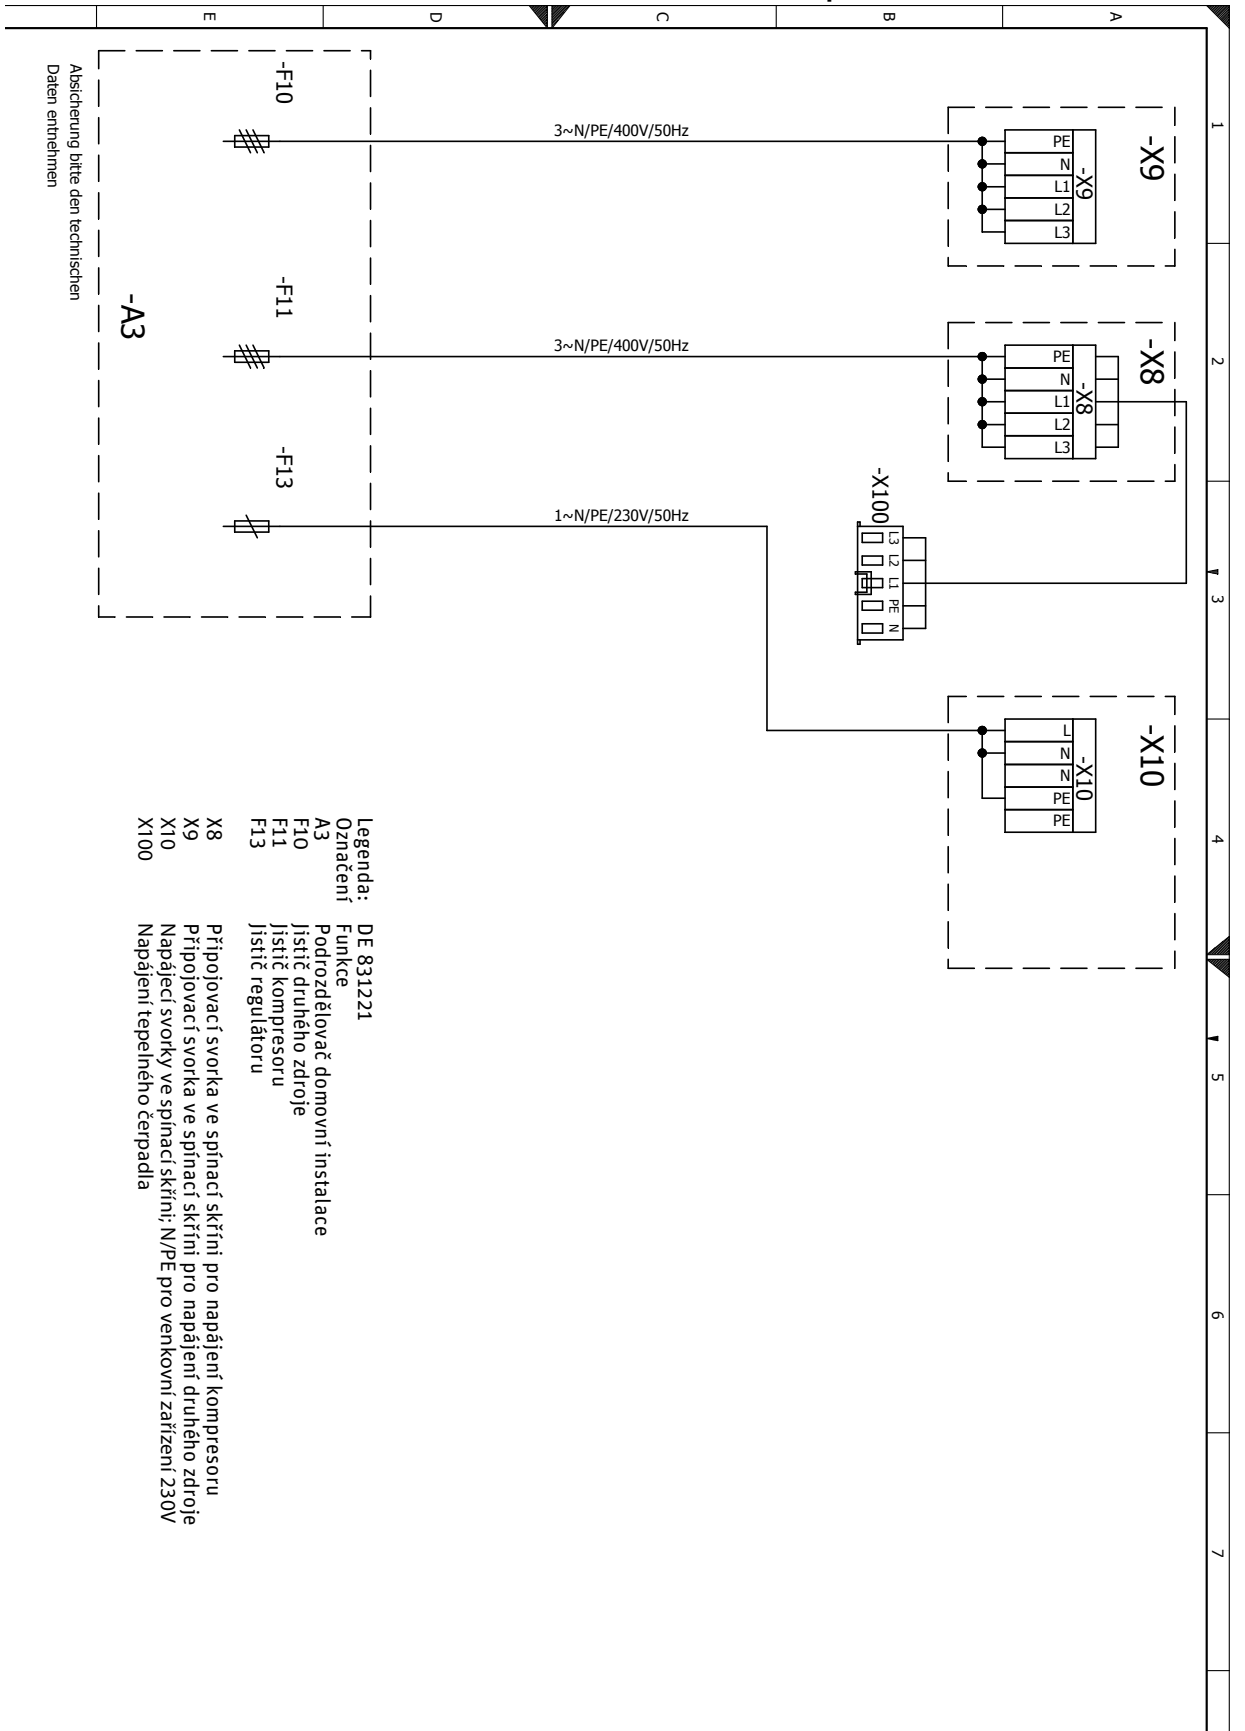 E
D
C
B
A
1
2
3
4
5
6
7
-X9
-X9
PE
N
L1
L2
L3
-X8
-X8
PE
N
L1
L2
L3
-X100
L3
L2
L1
PE
N
-X10
-X10
L
N
N
PE
PE
3~N/PE/400V/50Hz
3~N/PE/400V/50Hz
1~N/PE/230V/50Hz
-F10
-F11
-F13
-A3
Absicherung bitte den technischen
Daten entnehmen
Legenda: DE 831221
Označení Funkce
A3 Podrozdělovač domovní instalace
F10 Jistič druhého zdroje
F11 Jistič kompresoru
F13 Jistič regulátoru
X8 Připojovací svorka ve spínací skříni pro napájení kompresoru
X9 Připojovací svorka ve spínací skříni pro napájení druhého zdroje
X10 Napájecí svorky ve spínací skříni; N/PE pro venkovní zařízení 230V
X100 Napájení tepelného čerpadla